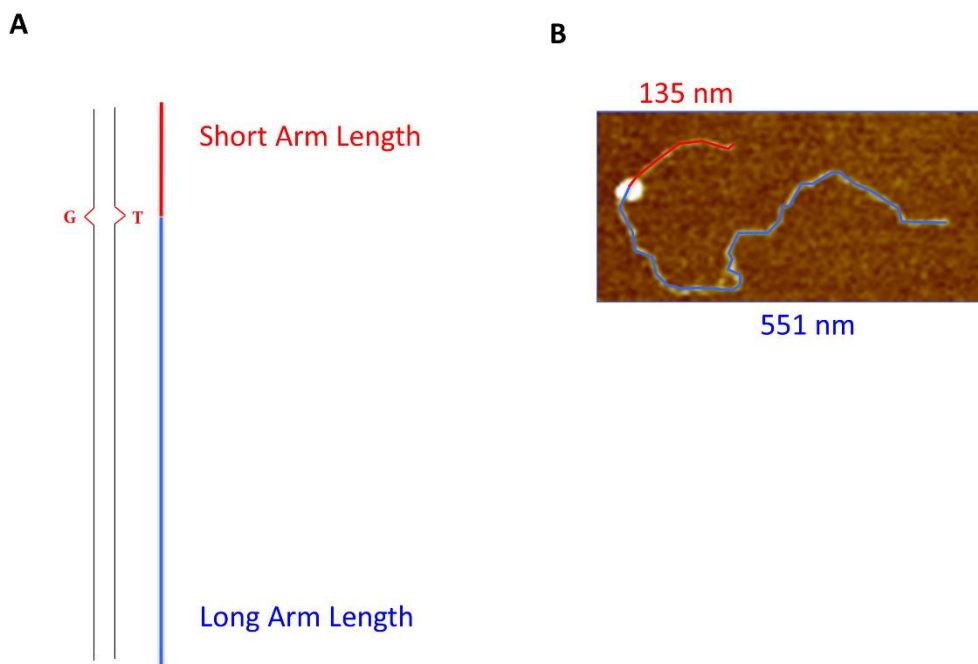 A
B
135 nm
Short Arm Length
G T
551 nm
Long Arm Length